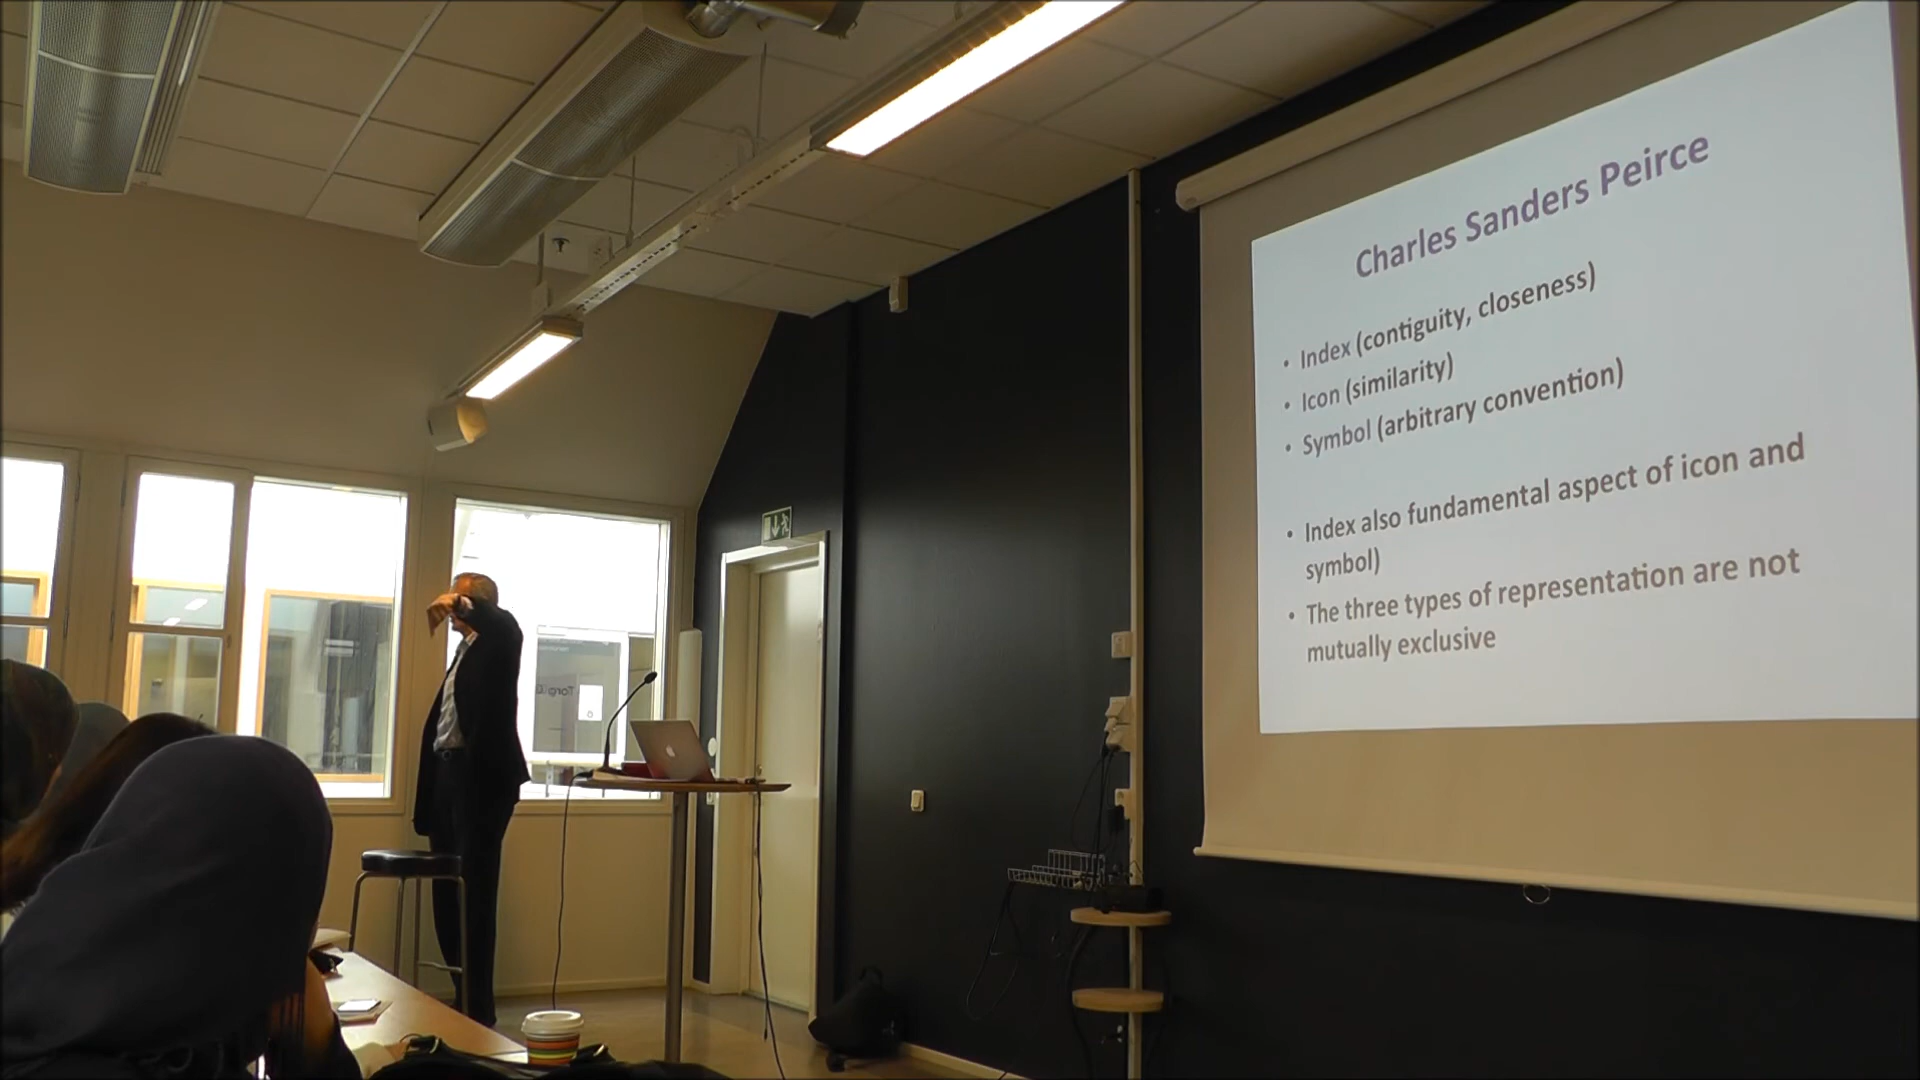 Charles Sanders Peirce
• Index (contiguity, closeness)
• Icon (similarity)
• Symbol (arbitrary convention)
• Index also fundamental aspect of icon and
symbol)
• The three types of representation are not
mutually exclusive
Torg